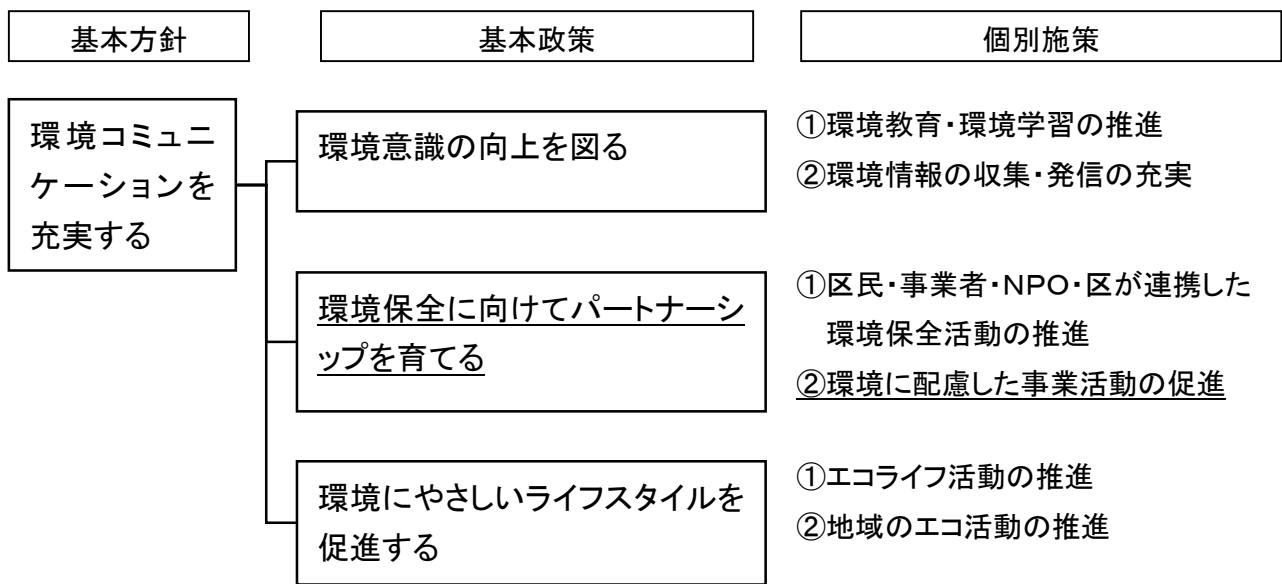 基本方針
基本政策
個別施策
環境コミュニ
ケーションを
充実する
環境意識の向上を図る
①環境教育・環境学習の推進
②環境情報の収集・発信の充実
環境保全に向けてパートナーシ
ップを育てる
①区民・事業者・NPO・区が連携した
環境保全活動の推進
②環境に配慮した事業活動の促進
環境にやさしいライフスタイルを
促進する
①エコライフ活動の推進
②地域のエコ活動の推進